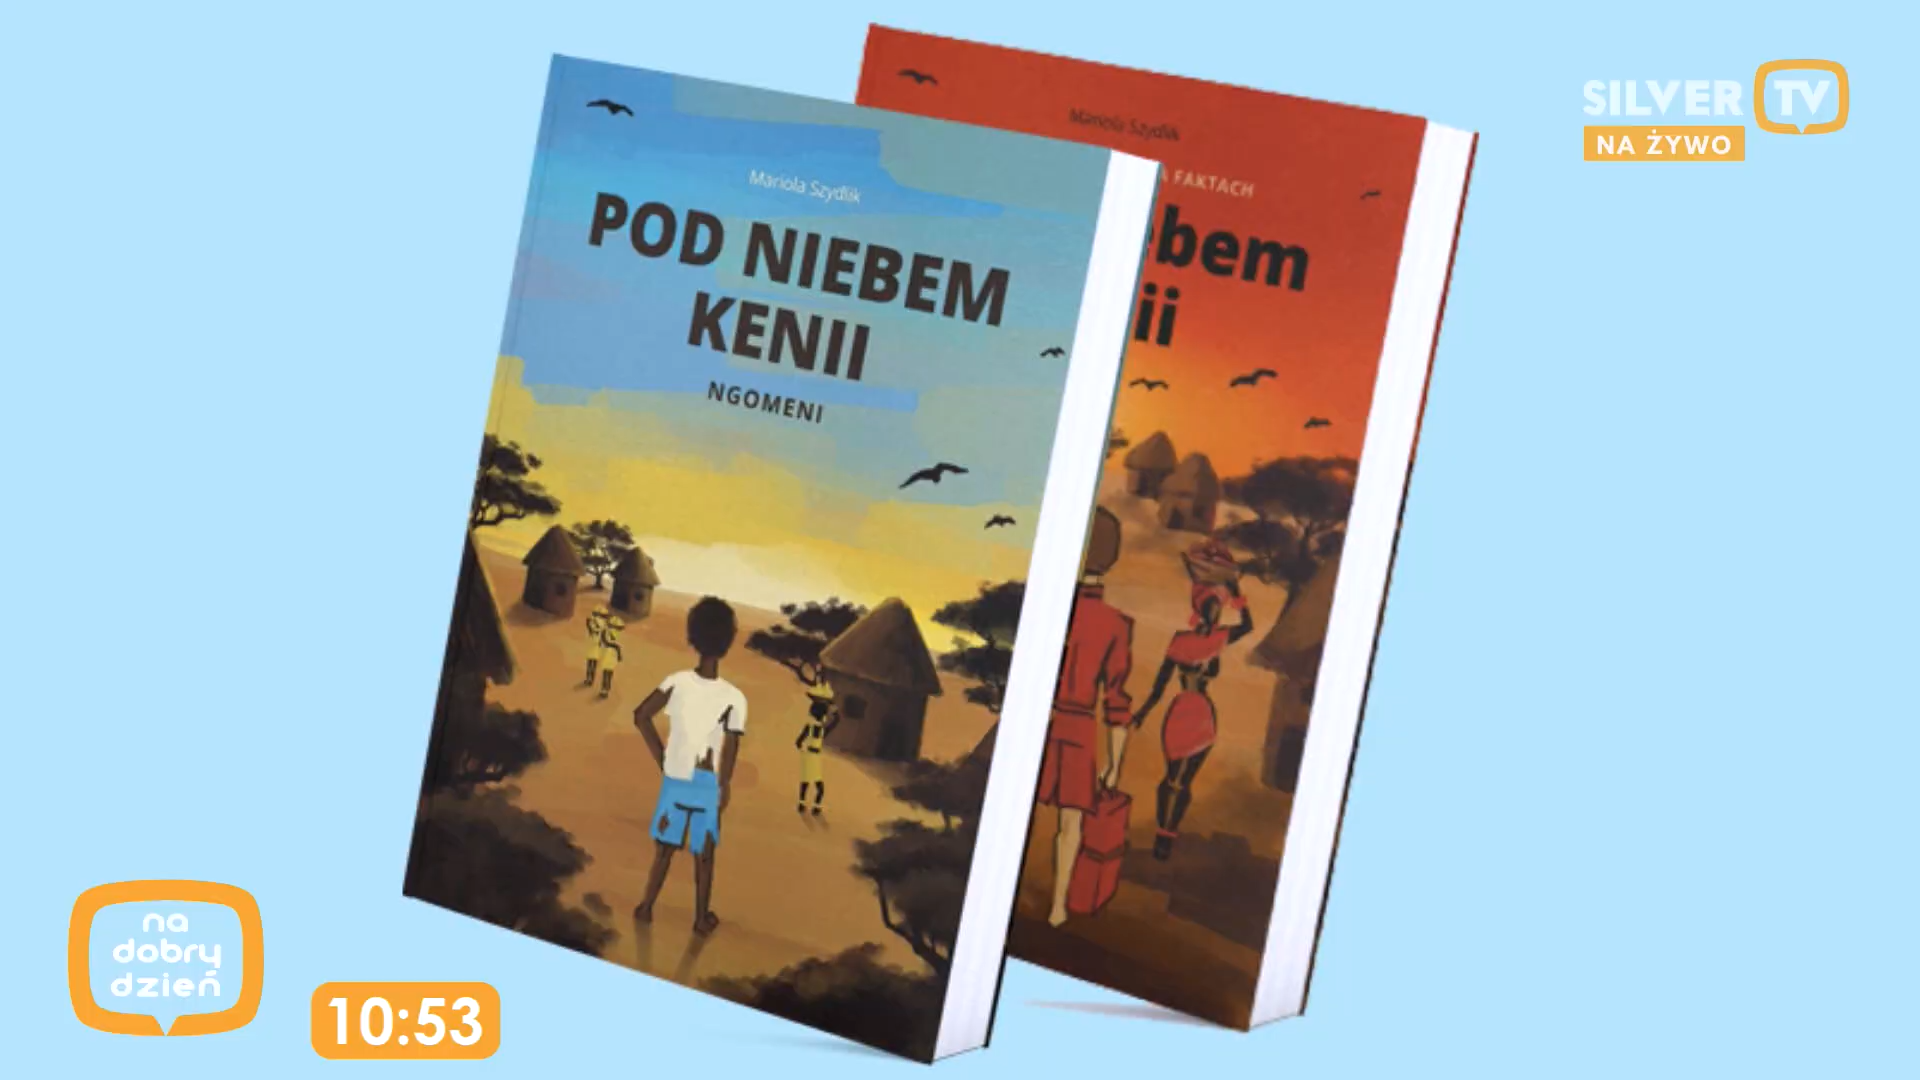 Mariola Szydlik
POD NIEBEM
KENII
NGOMENI
Mariola Szydlik
FAKTACH
ebem
ii
SILVER TV
NA ŻYWO
na
dobry
dzień
10:53